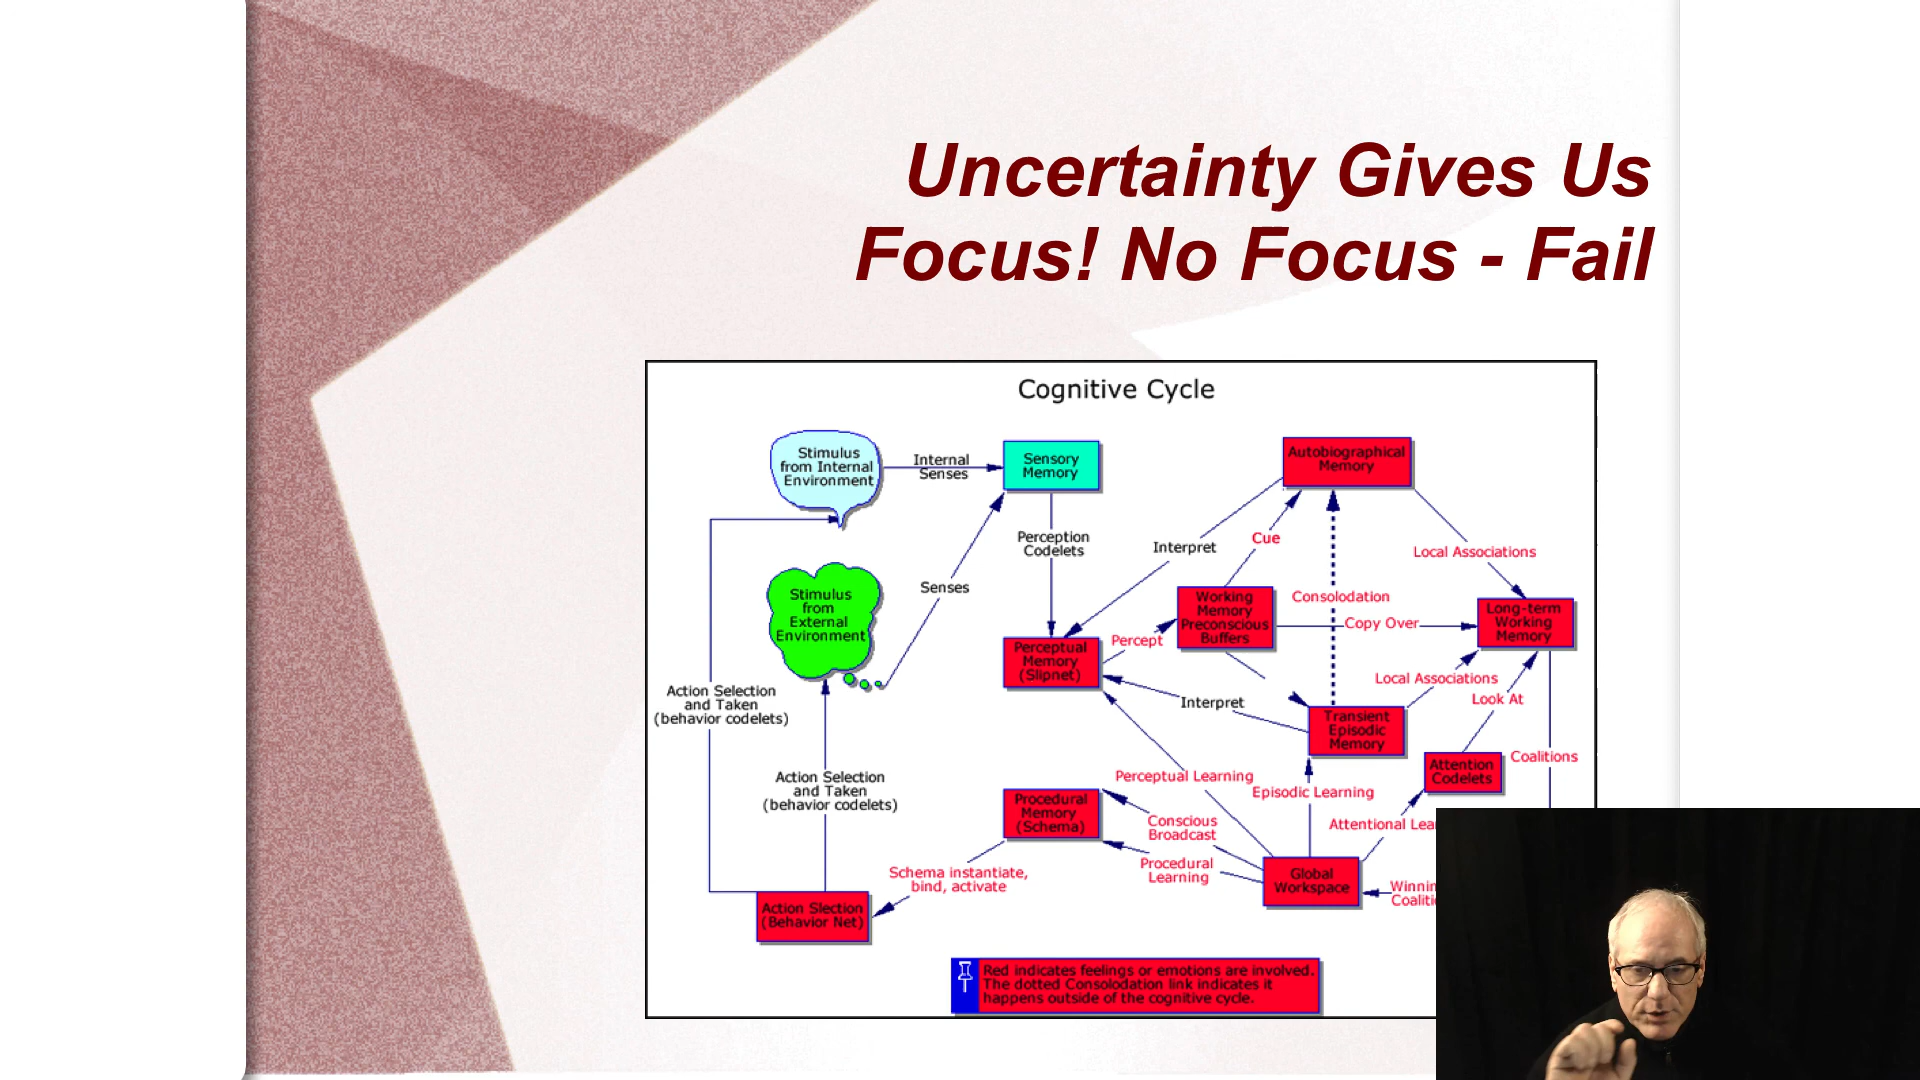 Uncertainty Gives Us
Focus! No Focus - Fail
Cognitive Cycle
Stimulus
from Internal
Environment
Internal
Senses
Sensory
Memory
Autobiographical
Memory
Perception
Codelets
Interpret
Cue
Local Associations
Stimulus
from
External
Environment
Senses
Working
Memory
Preconscious
Buffers
Consolodation
Copy Over
Long-term
Working
Memory
Perceptual
Memory
(Slipnet)
Percept
Interpret
Local Associations
Look At
Action Selection
and Taken
(behavior codelets)
Transient
Episodic
Memory
Attention
Codelets
Coalitions
Action Selection
and Taken
(behavior codelets)
Perceptual Learning
Episodic Learning
Procedural
Memory
(Schema)
Conscious
Broadcast
Attentional
Procedural
Learning
Global
Workspace
Schema instantiate,
bind, activate
Action Slection
(Behavior Net)
Red indicates feelings or emotions are involved.
The dotted Consolodation link indicates it
happens outside of the cognitive cycle.